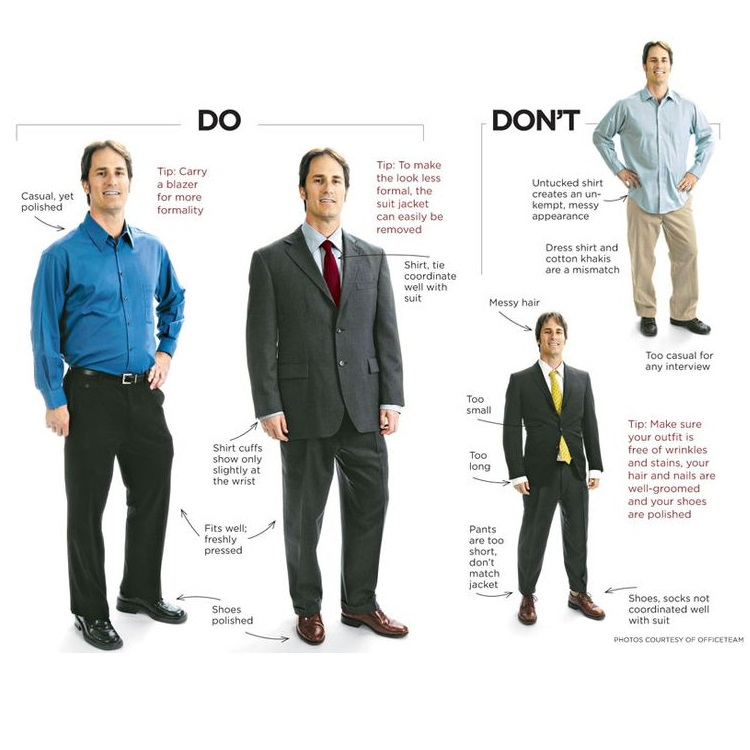 DO
Casual, yet
polished
Tip: Carry
a blazer
for more
formality
Tip: To make
the look less
formal, the
suit jacket
can easily be
removed
Shirt, tie
coordinate
well with
suit
Shirt cuffs
show only
slightly at
the wrist
Fits well;
freshly
pressed
Shoes
polished
DON'T
Untucked shirt
creates an un-
kempt, messy
appearance
Dress shirt and
cotton khakis
are a mismatch
Too casual for
any interview
Messy hair
Too
small
Too
long
Pants
are too
short,
don't
match
jacket
Tip: Make sure
your outfit is
free of wrinkles
and stains, your
hair and nails are
well-groomed
and your shoes
are polished
Shoes, socks not
coordinated well
with suit
PHOTOS COURTESY OF OFFICETEAM